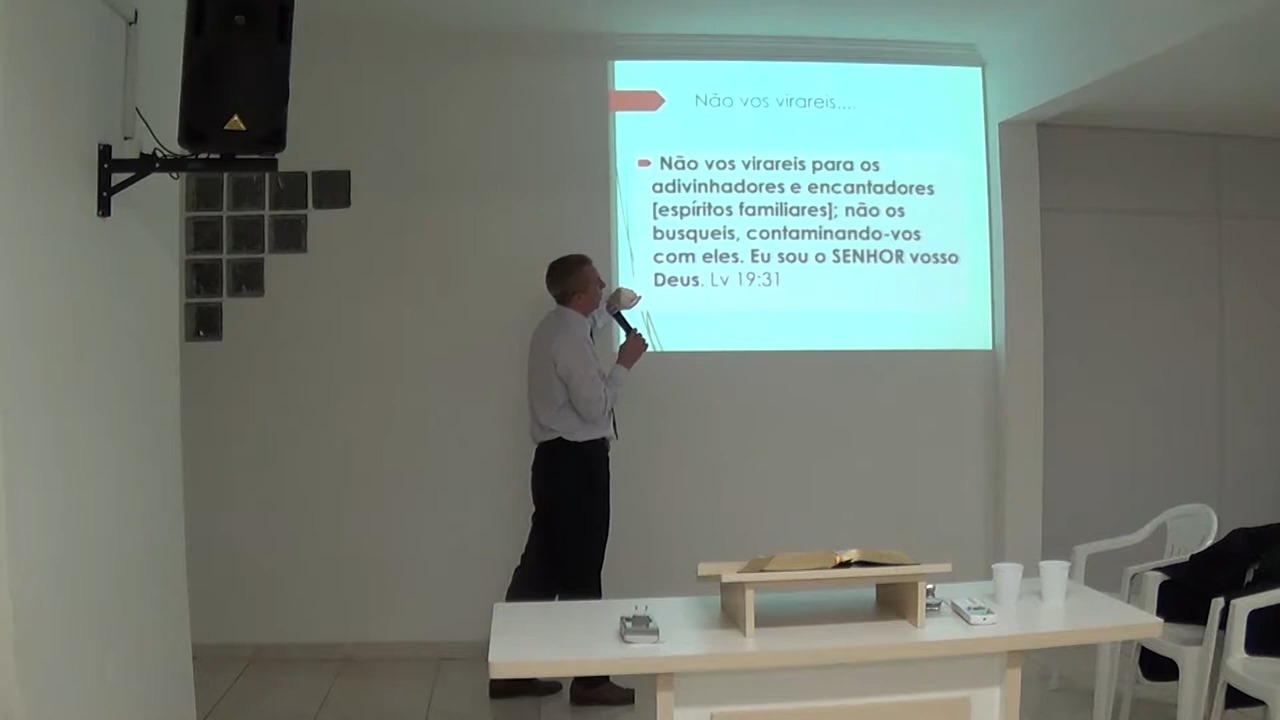 Não vos virareis....
Não vos virareis para os
adivinhadores e encantadores
[espíritos familiares]; não os
busqueis, contaminando-vos
com eles. Eu sou o SENHOR vosso
Deus. Lv 19:31